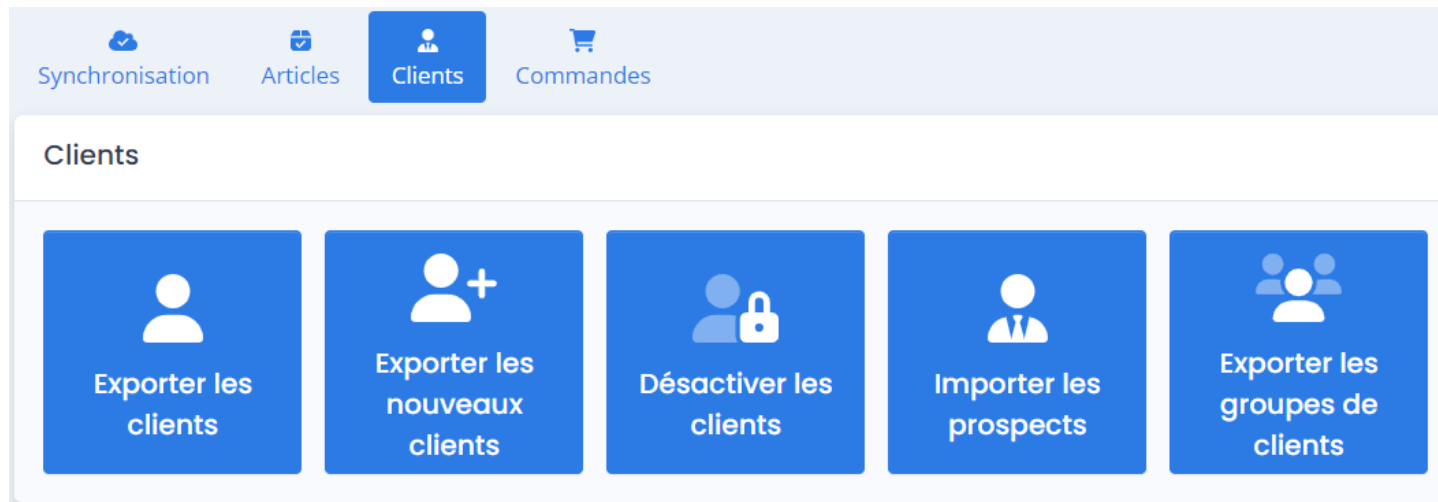 Synchronisation
Articles
Clients
Commandes
Clients
Exporter les
clients
Exporter les
nouveaux
clients
Désactiver les
clients
Importer les
prospects
Exporter les
groupes de
clients